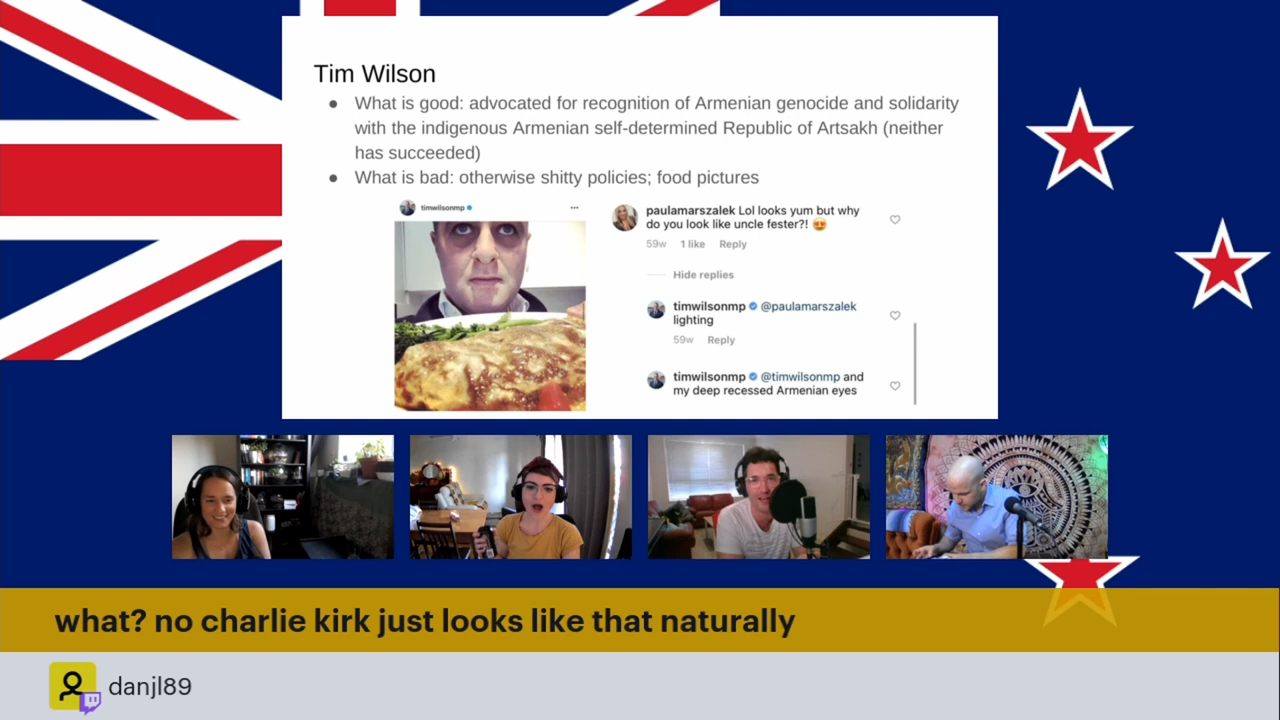 Tim Wilson
● What is good: advocated for recognition of Armenian genocide and solidarity
with the indigenous Armenian self-determined Republic of Artsakh (neither
has succeeded)
● What is bad: otherwise shitty policies; food pictures
timwilsonmp
...
paulamarszalek Lol looks yum but why
do you look like uncle fester?! 😍
59w 1 like Reply
Hide replies
timwilsonmp @paulamarszalek
lighting
59w Reply
timwilsonmp @timwilsonmp and
my deep recessed Armenian eyes
what? no charlie kirk just looks like that naturally
danjl89